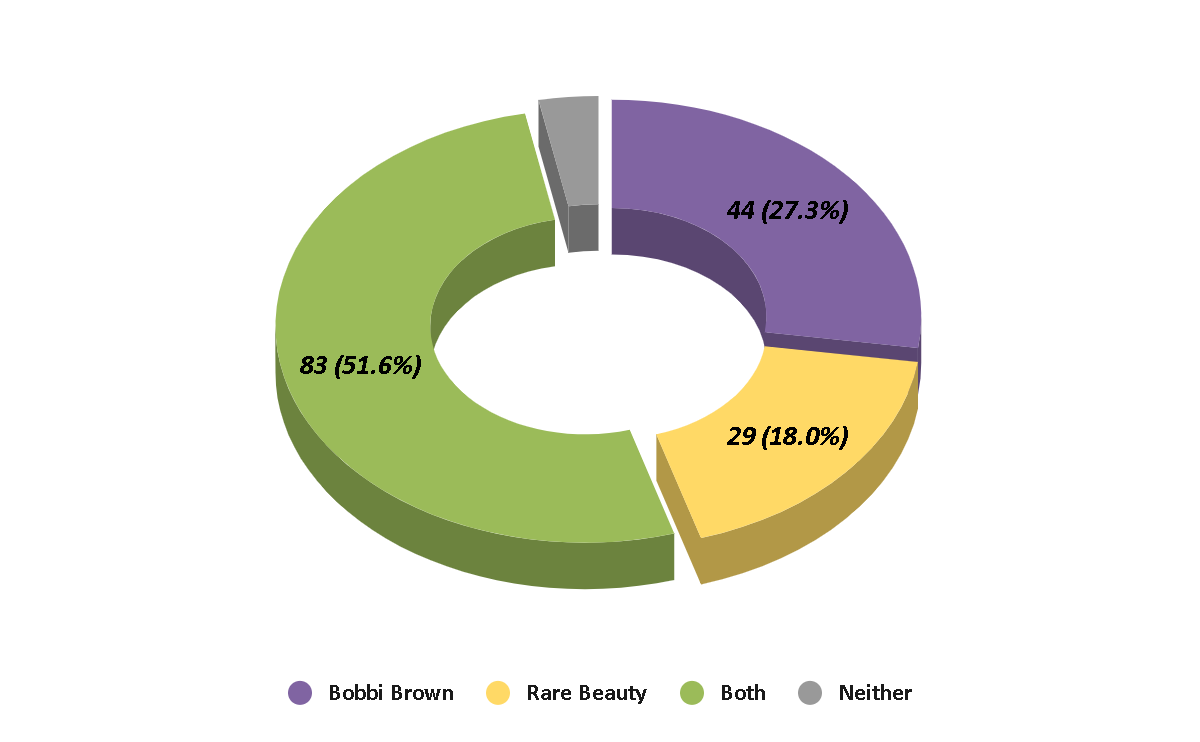 44 (27.3%)
83 (51.6%)
29 (18.0%)
Bobbi Brown
Rare Beauty
Both
Neither